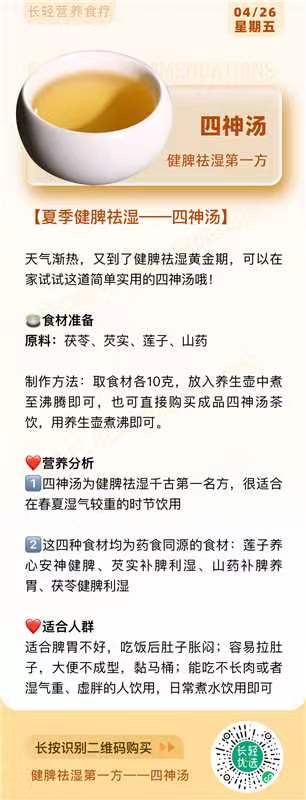 长轻营养食疗
04/26
星期五
四神汤
健脾祛湿第一方
【夏季健脾祛湿——四神汤】
天气渐热，又到了健脾祛湿黄金期，可以在
家试试这道简单实用的四神汤哦！
食材准备
原料：茯苓、芡实、莲子、山药
制作方法：取食材各10克，放入养生壶中煮
至沸腾即可，也可直接购买成品四神汤茶
饮，用养生壶煮沸即可。
❤️营养分析
1️⃣四神汤为健脾祛湿千古第一名方，很适合
在春夏湿气较重的时节饮用
2️⃣这四种食材均为药食同源的食材：莲子养
心安神健脾、芡实补脾利湿、山药补脾养
胃、茯苓健脾利湿
❤️适合人群
适合脾胃不好，吃饭后肚子胀闷；容易拉肚
子，大便不成型，黏马桶；能吃不长肉或者
湿气重、虚胖的人饮用，日常煮水饮用即可
长按识别二维码购买
健脾祛湿第一方——四神汤
长轻
优选